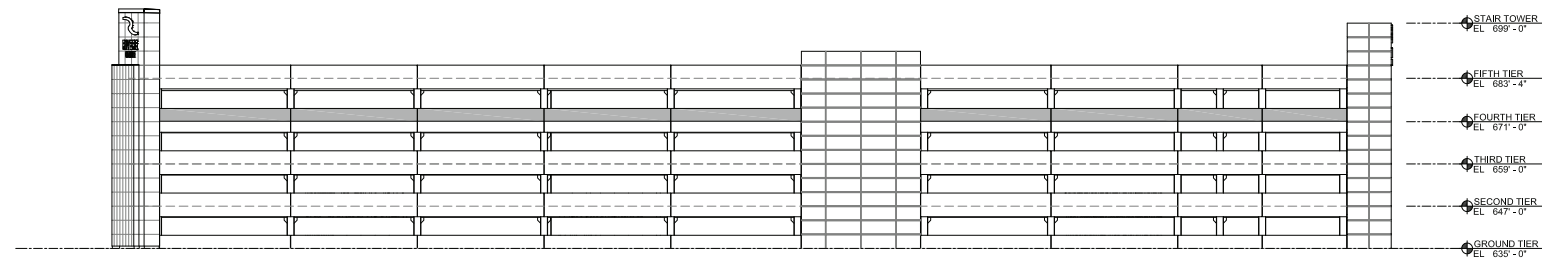 STAIR TOWER
EL 699' - 0"
FIFTH TIER
EL 683' - 4"
FOURTH TIER
EL 671' - 0"
THIRD TIER
EL 659' - 0"
SECOND TIER
EL 647' - 0"
GROUND TIER
EL 635' - 0"